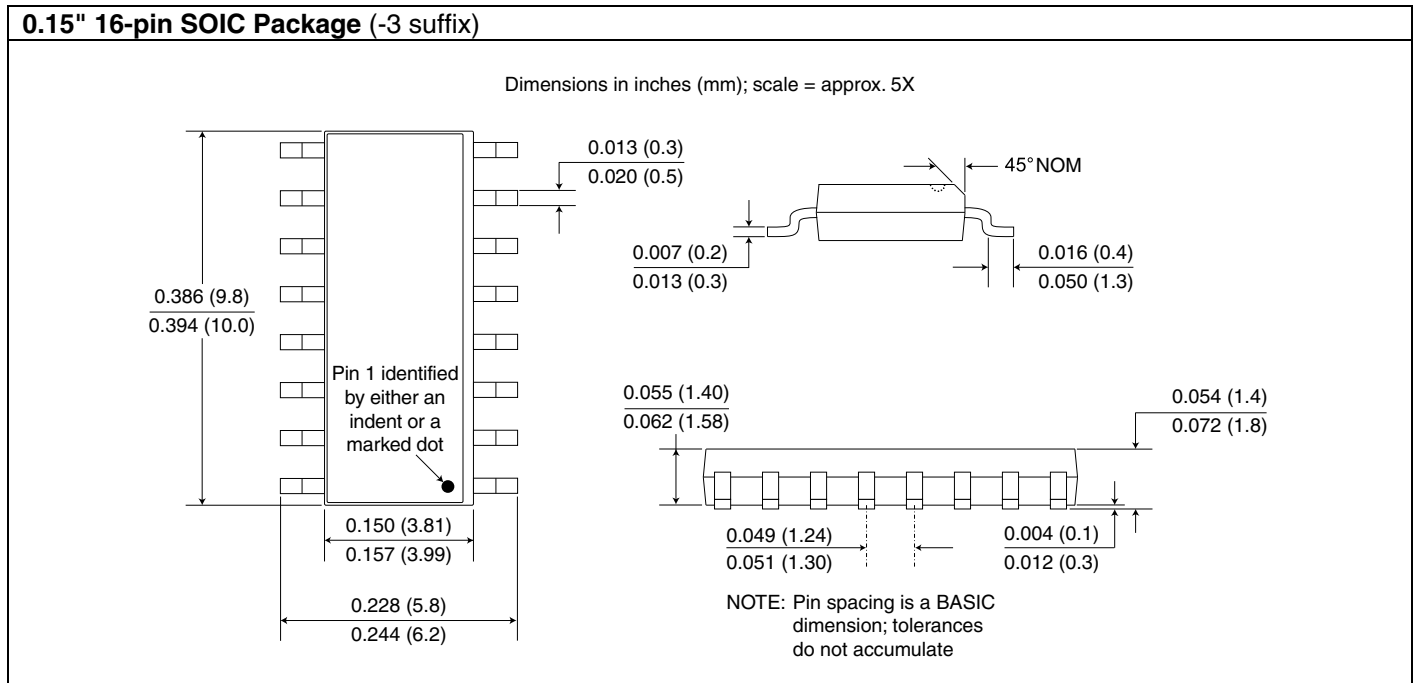 0.15" 16-pin SOIC Package (-3 suffix)
Dimensions in inches (mm); scale = approx. 5X
0.013 (0.3)
0.020 (0.5)
45° NOM
0.007 (0.2)
0.013 (0.3)
0.016 (0.4)
0.050 (1.3)
0.386 (9.8)
0.394 (10.0)
Pin 1 identified
by either an
indent or a
marked dot
0.055 (1.40)
0.062 (1.58)
0.054 (1.4)
0.072 (1.8)
0.150 (3.81)
0.157 (3.99)
0.049 (1.24)
0.051 (1.30)
0.004 (0.1)
0.012 (0.3)
0.228 (5.8)
0.244 (6.2)
NOTE: Pin spacing is a BASIC
dimension; tolerances
do not accumulate